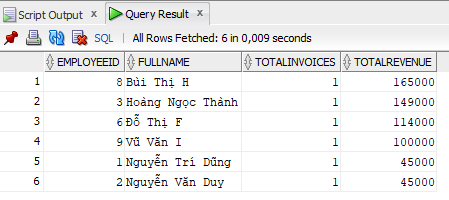 Script Output × Query Result ×
SQL | All Rows Fetched: 6 in 0,009 seconds
EMPLOYEEID FULLNAME TOTALINVOICES TOTALREVENUE
1 8 Bùi Thị H 1 165000
2 3 Hoàng Ngọc Thành 1 149000
3 6 Đỗ Thị F 1 114000
4 9 Vũ Văn I 1 100000
5 1 Nguyễn Trí Dũng 1 45000
6 2 Nguyễn Văn Duy 1 45000